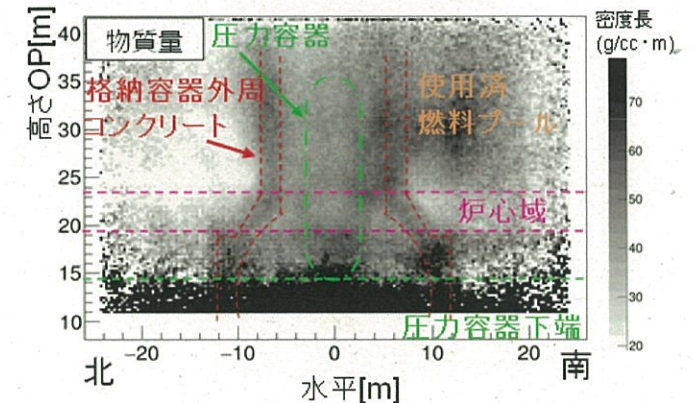 物質量
圧力容器
密度長
(g/cc・m)
高さOP[m]
格納容器外周
コンクリート
使用済
燃料プール
炉心域
圧力容器下端
40
35
30
25
20
15
10
70
60
50
40
30
20
−20
−10
0
10
20
北
南
水平[m]